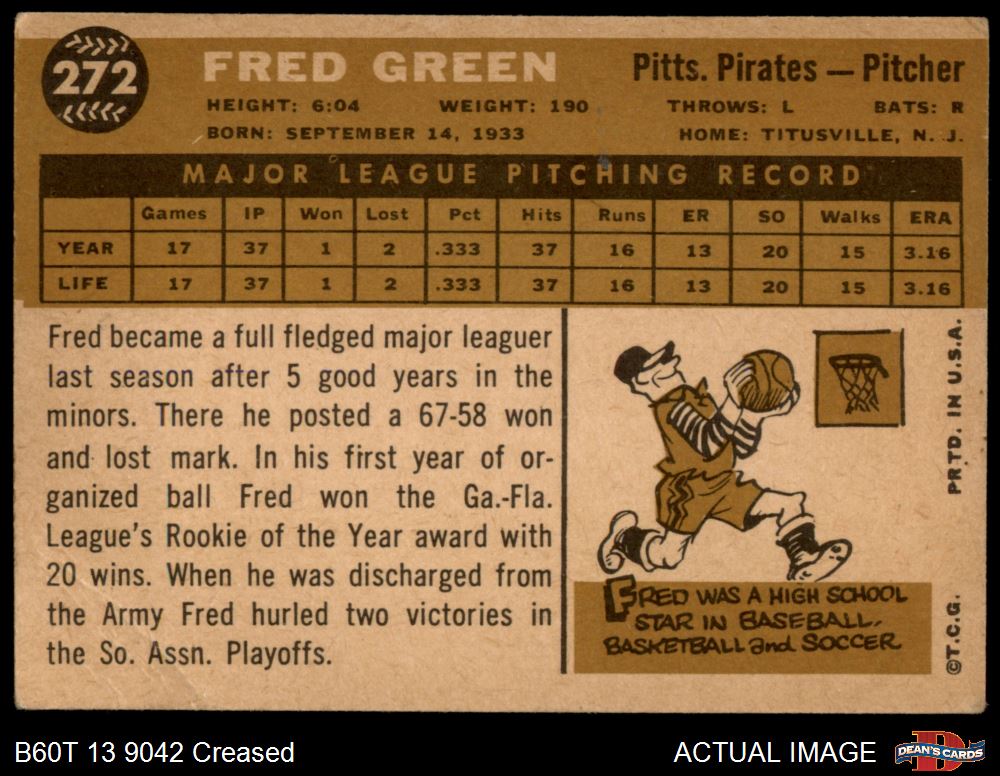 272
FRED GREEN
Pitts. Pirates — Pitcher
HEIGHT: 6:04 WEIGHT: 190 THROWS: L BATS: R
BORN: SEPTEMBER 14, 1933 HOME: TITUSVILLE, N. J.
MAJOR LEAGUE PITCHING RECORD
Games IP Won Lost Pct Hits Runs ER SO Walks ERA
YEAR 17 37 1 2 .333 37 16 13 20 15 3.16
LIFE 17 37 1 2 .333 37 16 13 20 15 3.16
Fred became a full fledged major leaguer
last season after 5 good years in the
minors. There he posted a 67-58 won
and lost mark. In his first year of or-
ganized ball Fred won the Ga.-Fla.
League's Rookie of the Year award with
20 wins. When he was discharged from
the Army Fred hurled two victories in
the So. Assn. Playoffs.
FRED WAS A HIGH SCHOOL
STAR IN BASEBALL,
BASKETBALL and SOCCER
©T.C.G. PRTD. IN U.S.A.
B60T 13 9042 Creased
ACTUAL IMAGE
DEAN'S CARDS